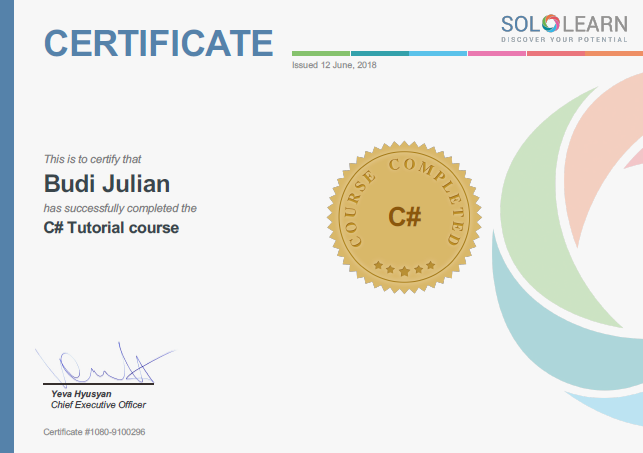 CERTIFICATE
SOLOLEARN
DISCOVER YOUR POTENTIAL
Issued 12 June, 2018
This is to certify that
Budi Julian
has successfully completed the
C# Tutorial course
COURSE COMPLETED
C#
Yeva Hyusyan
Chief Executive Officer
Certificate #1080-9100296